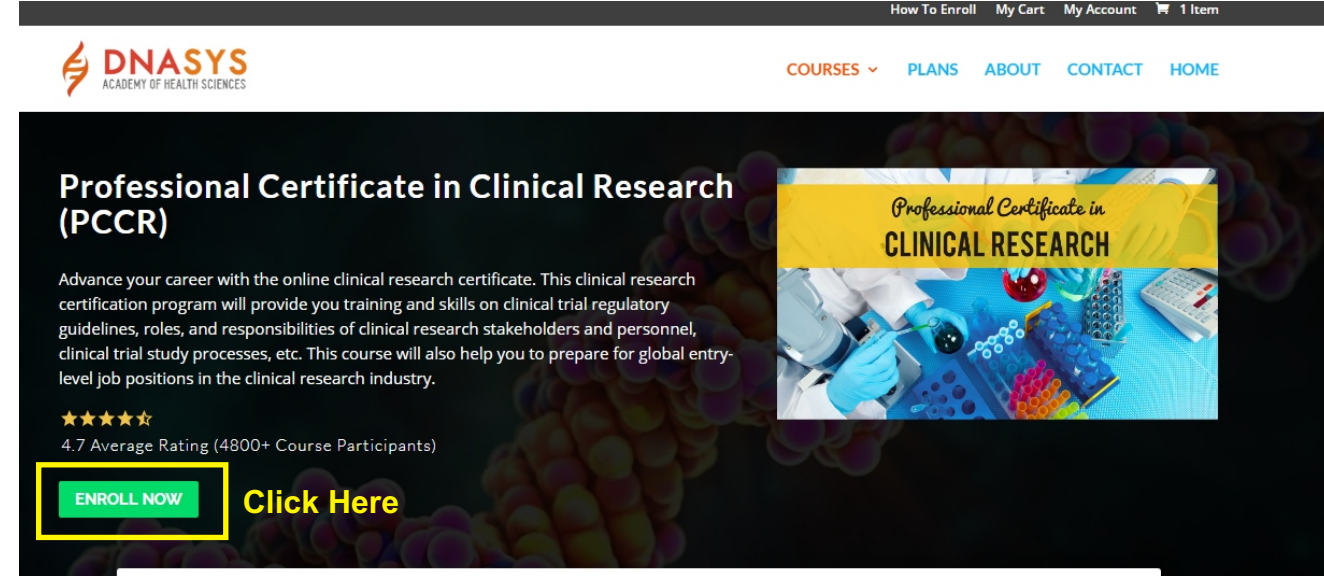 How To Enroll My Cart My Account 1 Item
DNASYS
ACADEMY OF HEALTH SCIENCES
COURSES PLANS ABOUT CONTACT HOME
Professional Certificate in Clinical Research
(PCCR)
Advance your career with the online clinical research certificate. This clinical research
certification program will provide you training and skills on clinical trial regulatory
guidelines, roles, and responsibilities of clinical research stakeholders and personnel,
clinical trial study processes, etc. This course will also help you to prepare for global entry-
level job positions in the clinical research industry.
4.7 Average Rating (4800+ Course Participants)
ENROLL NOW
Click Here
Professional Certificate in
CLINICAL RESEARCH